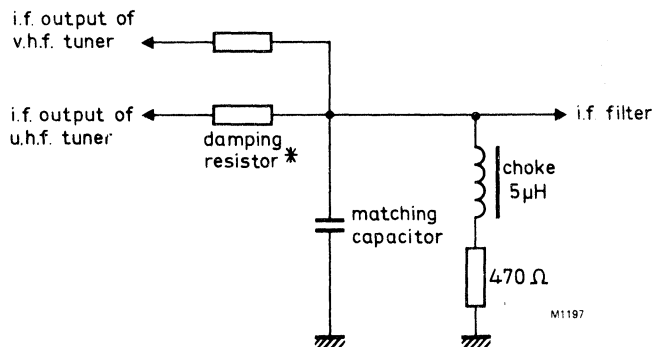 i.f. output of
v.h.f. tuner
i.f. output of
u.h.f. tuner
damping
resistor *
i.f. filter
choke
5µH
matching
capacitor
470 Ω
M1197